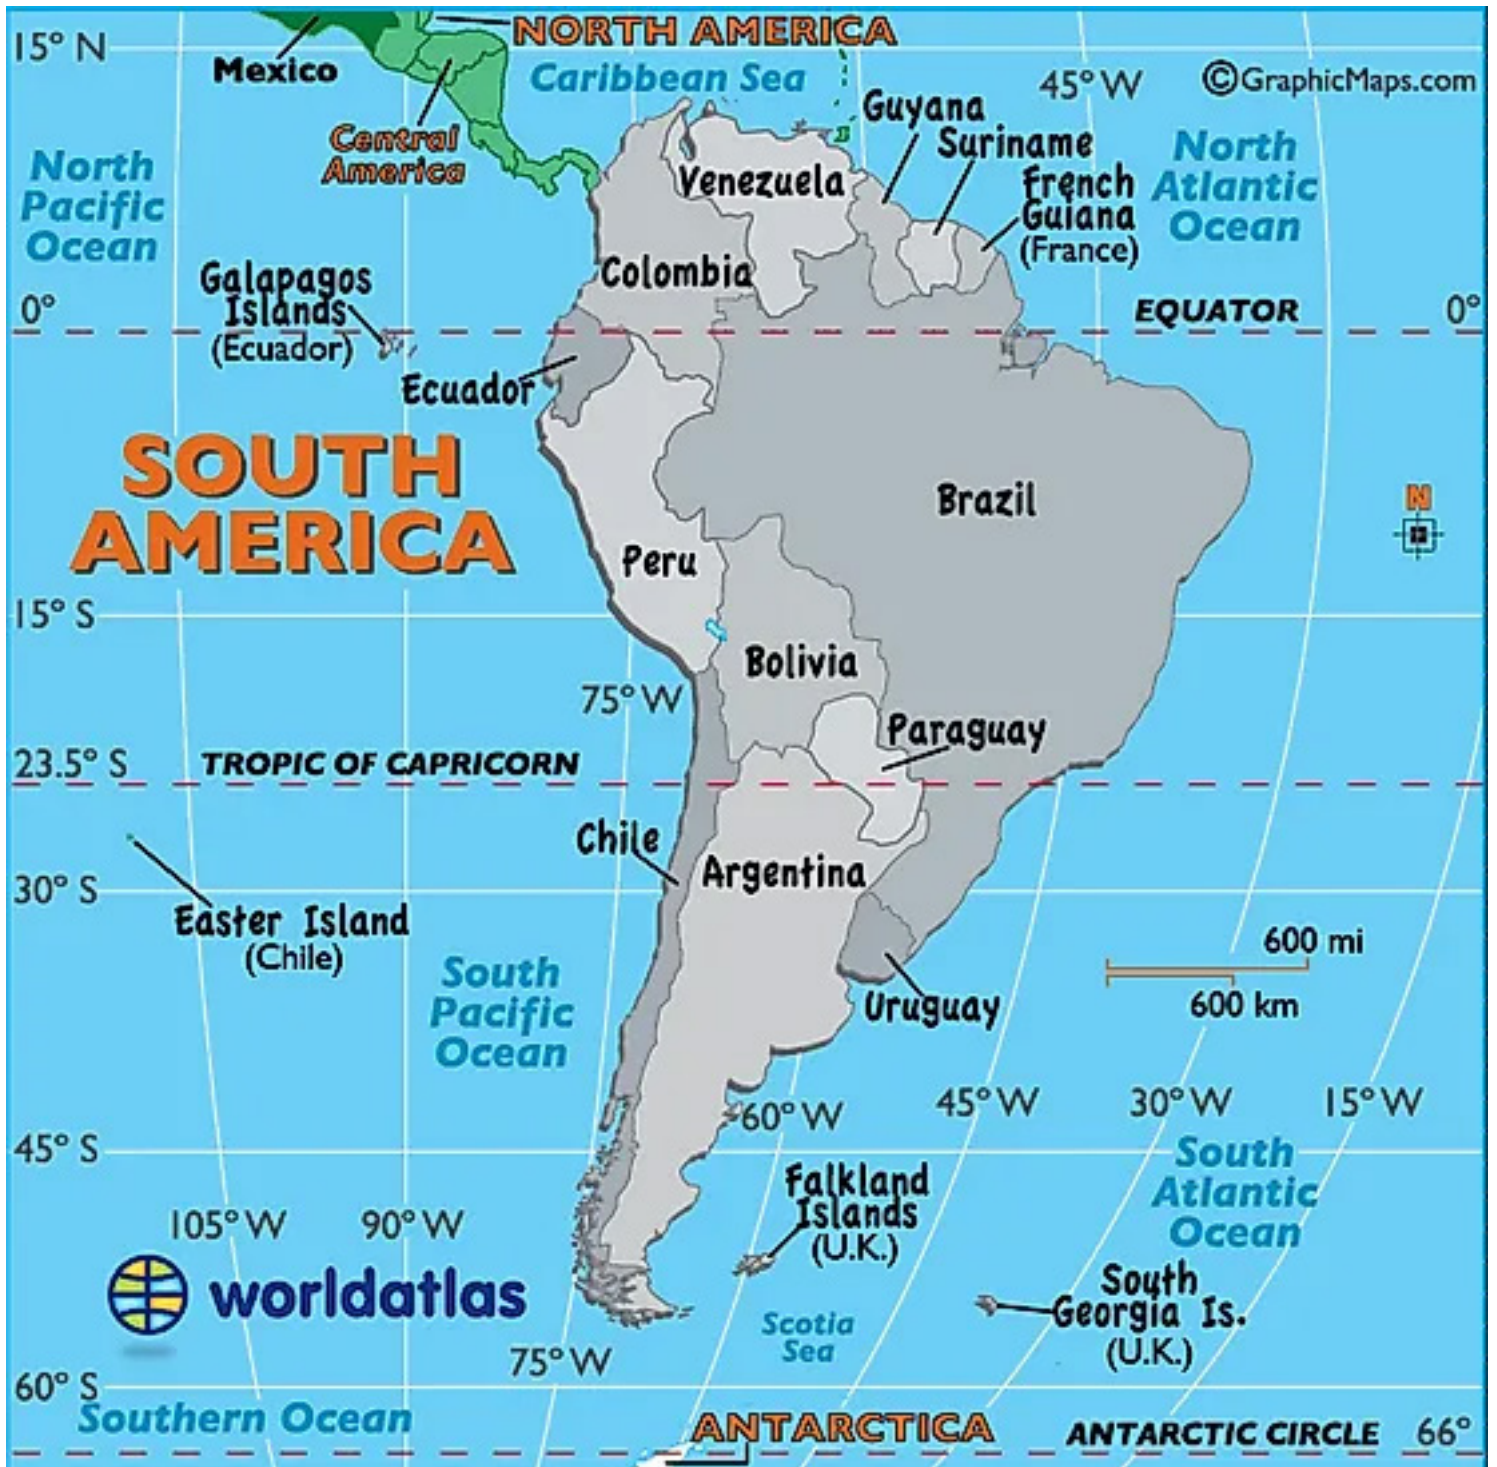 NORTH AMERICA
15° N
Mexico
Caribbean Sea
45° W
©GraphicMaps.com
Guyana
Central
America
Suriname
North
Pacific
Ocean
Venezuela
French
Guiana
(France)
North
Atlantic
Ocean
Colombia
Galapagos
Islands
(Ecuador)
0°
EQUATOR
0°
Ecuador
SOUTH
AMERICA
Brazil
N
Peru
15° S
Bolivia
75° W
Paraguay
23.5° S
TROPIC OF CAPRICORN
Chile
Argentina
30° S
Easter Island
(Chile)
600 mi
600 km
South
Pacific
Ocean
Uruguay
60° W
45° W
30° W
15° W
45° S
South
Atlantic
Ocean
Falkland
Islands
(U.K.)
105° W
90° W
worldatlas
South
Georgia Is.
(U.K.)
Scotia
Sea
75° W
60° S
Southern Ocean
ANTARCTICA
ANTARCTIC CIRCLE
66°